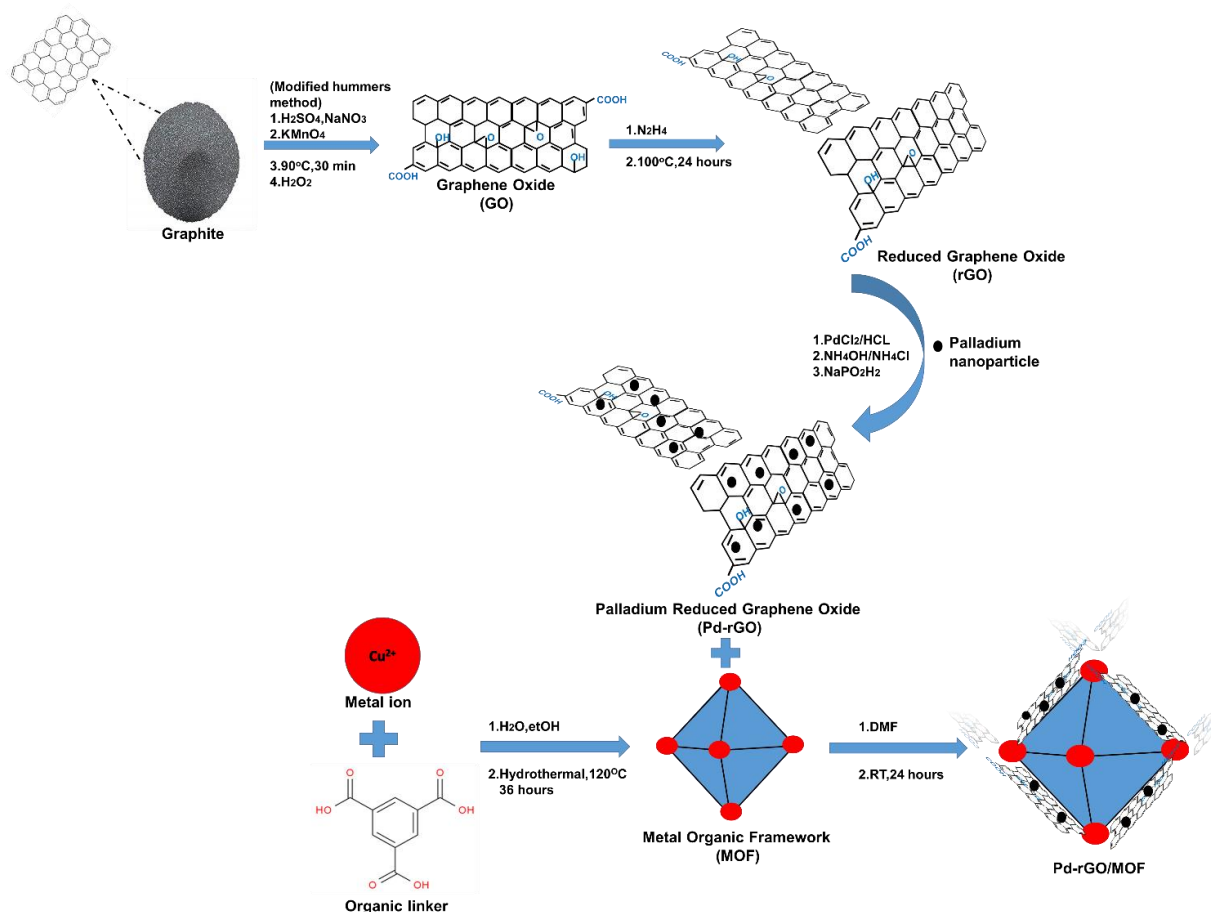 (Modified hummers
method)
1.H₂SO₄,NaNO₃
2.KMnO₄
3.90°C,30 min
4.H₂O₂
Graphite
COOH
OH
O
O
OH
COOH
Graphene Oxide
(GO)
1.N₂H₄
2.100°C,24 hours
COOH
OH
O
O
OH
COOH
Reduced Graphene Oxide
(rGO)
1.PdCl₂/HCL
2.NH₄OH/NH₄Cl
3.NaPO₂H₂
Palladium
nanoparticle
COOH
OH
O
O
OH
COOH
Palladium Reduced Graphene Oxide
(Pd-rGO)
Cu²⁺
Metal ion
O
O
HO
OH
O
OH
Organic linker
1.H₂O,etOH
2.Hydrothermal,120°C
36 hours
Metal Organic Framework
(MOF)
1.DMF
2.RT,24 hours
COOH
Pd-rGO/MOF